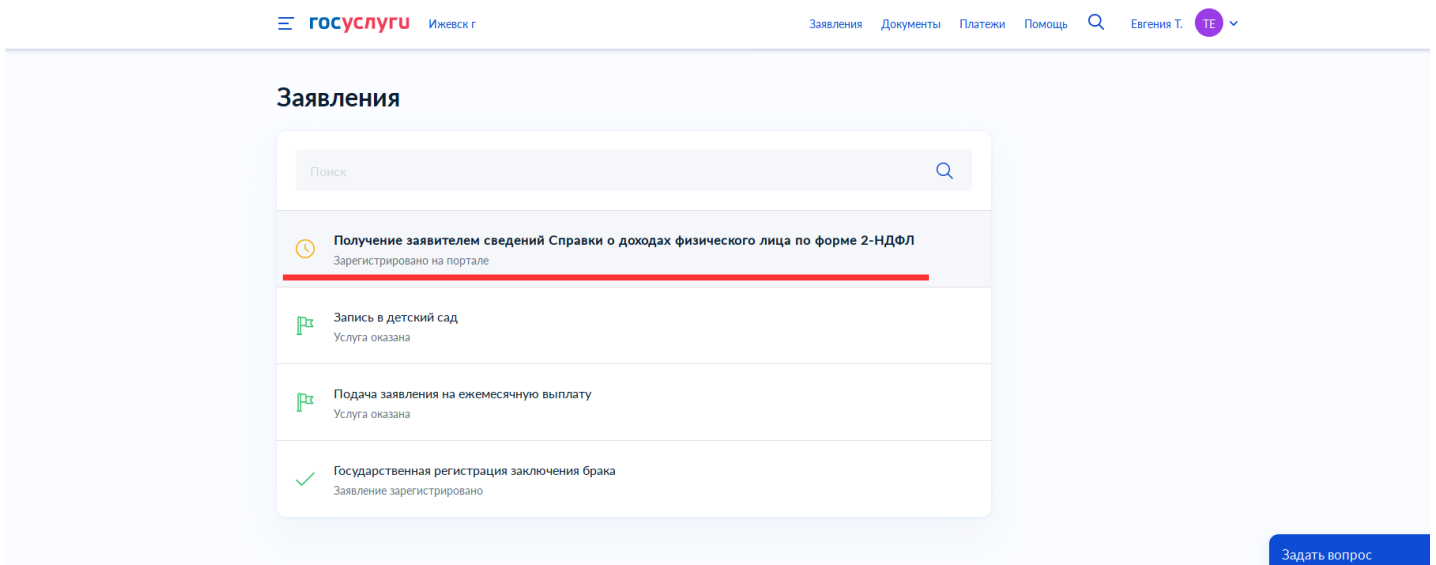 госуслуги Ижевск г Заявления Документы Платежи Помощь Евгения Т. ТЕ
Заявления
Поиск
Получение заявителем сведений Справки о доходах физического лица по форме 2-НДФЛ
Зарегистрировано на портале
Запись в детский сад
Услуга оказана
Подача заявления на ежемесячную выплату
Услуга оказана
Государственная регистрация заключения брака
Заявление зарегистрировано
Задать вопрос